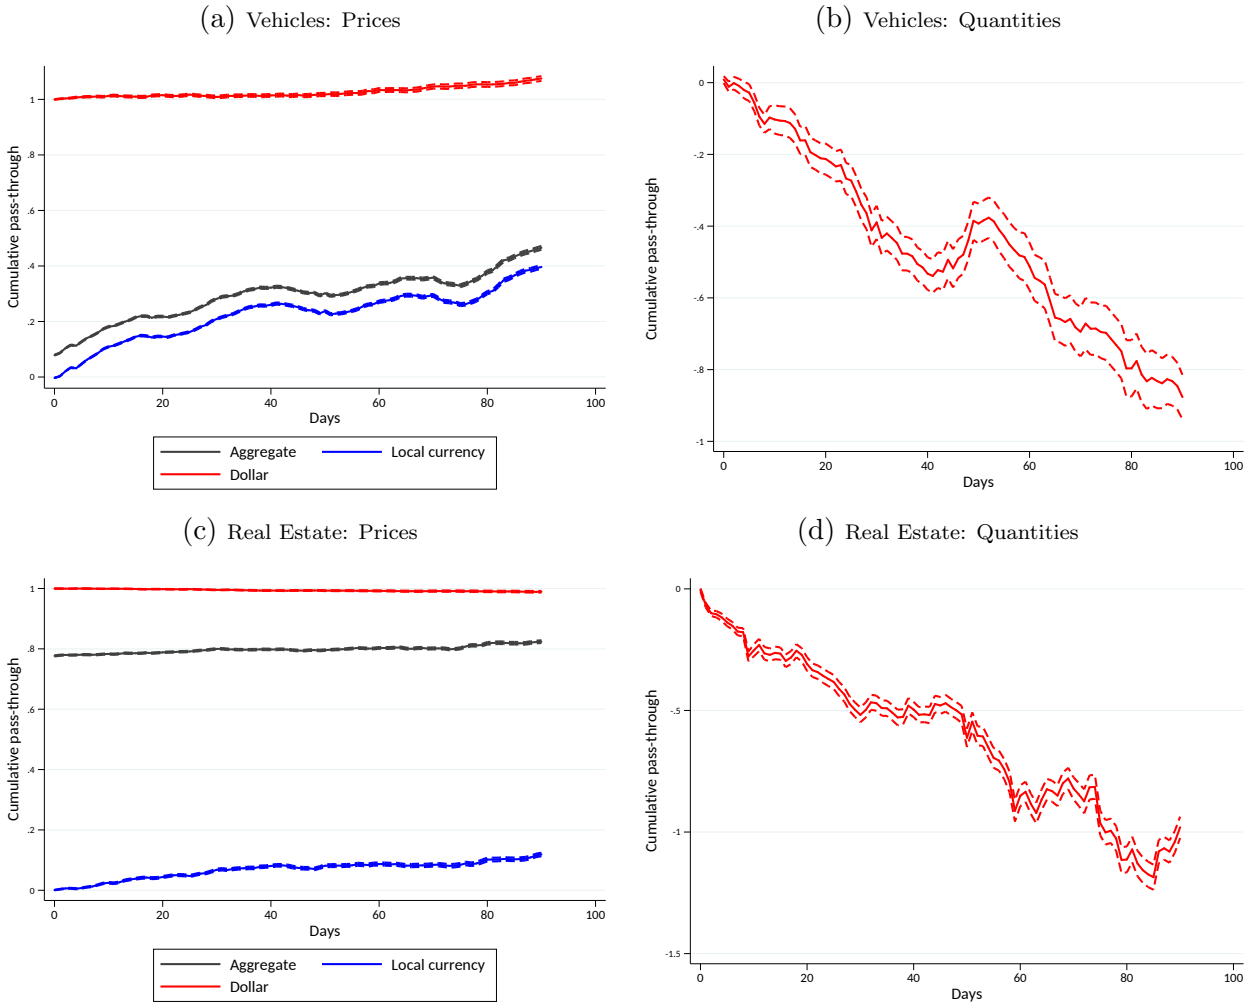 (a) Vehicles: Prices
Cumulative pass-through
1
.8
.6
.4
.2
0
0 20 40 60 80 100
Days
Aggregate Local currency
Dollar
(b) Vehicles: Quantities
Cumulative pass-through
0
-.2
-.4
-.6
-.8
-1
0 20 40 60 80 100
Days
(c) Real Estate: Prices
Cumulative pass-through
1
.8
.6
.4
.2
0
0 20 40 60 80 100
Days
Aggregate Local currency
Dollar
(d) Real Estate: Quantities
Cumulative pass-through
0
-.5
-1
-1.5
0 20 40 60 80 100
Days